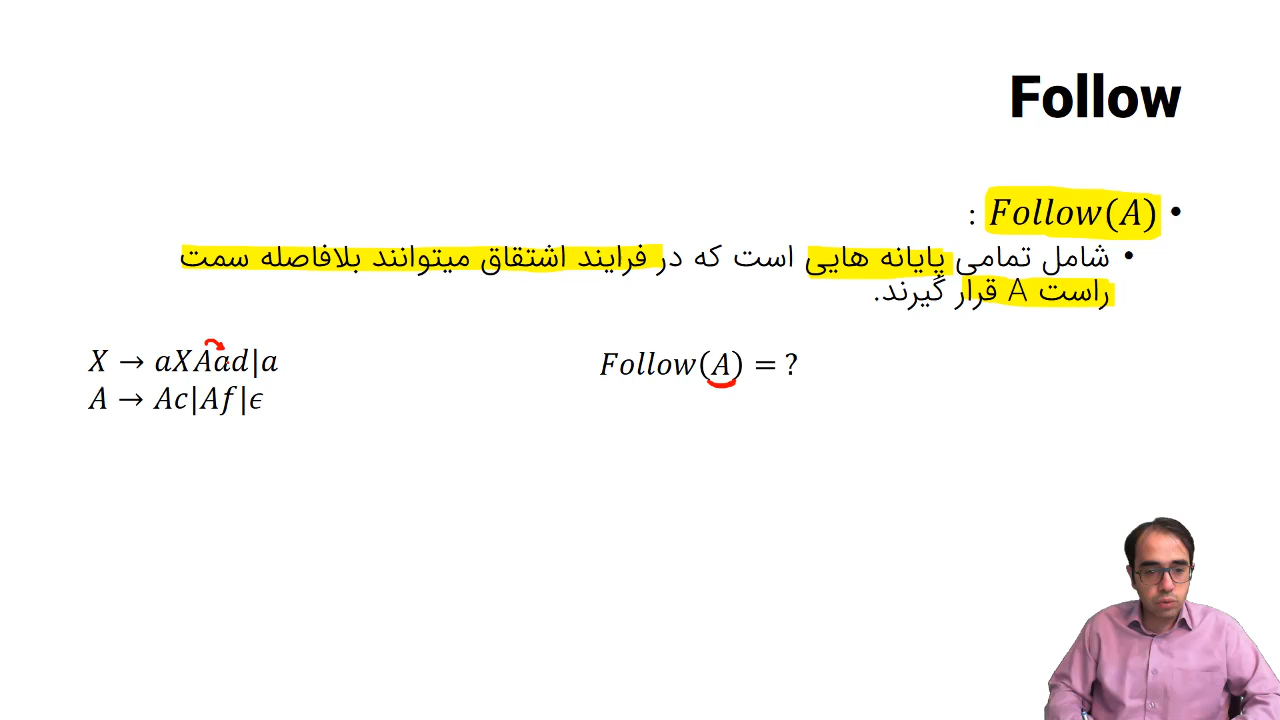 Follow
• Follow(A) :
• شامل تمامی پایانه هایی است که در فرایند اشتقاق میتوانند بلافاصله سمت
راست A قرار گیرند.
X → aXAad|a
Follow(A) = ?
A → Ac|Af|ϵ